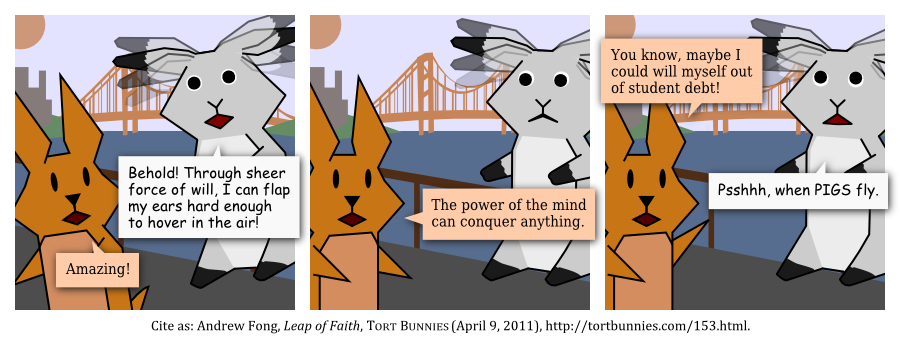 Behold! Through sheer
force of will, I can flap
my ears hard enough
to hover in the air!
Amazing!
The power of the mind
can conquer anything.
You know, maybe I
could will myself out
of student debt!
Psshhh, when PIGS fly.
Cite as: Andrew Fong, Leap of Faith, TORT BUNNIES (April 9, 2011), http://tortbunnies.com/153.html.